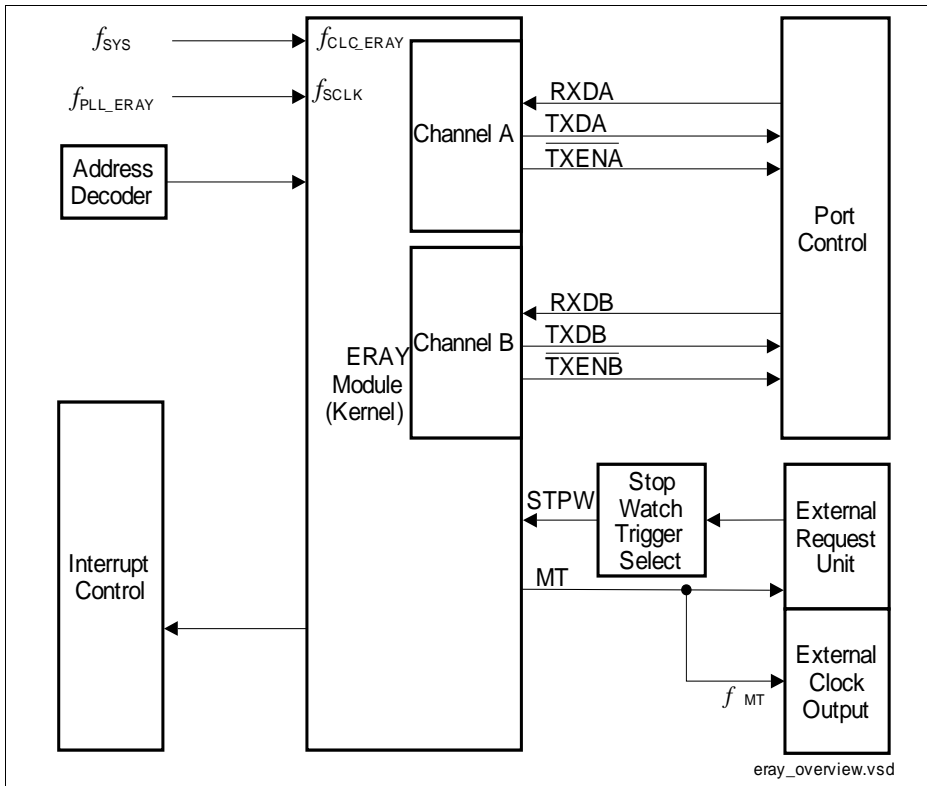 fSYS
fCLC_ERAY
fPLL_ERAY
fSCLK
Address
Decoder
Channel A
RXDA
TXDA
TXENA
Port
Control
Channel B
RXDB
TXDB
TXENB
ERAY
Module
(Kernel)
Interrupt
Control
STPW
Stop
Watch
Trigger
Select
External
Request
Unit
MT
External
Clock
Output
f MT
eray_overview.vsd